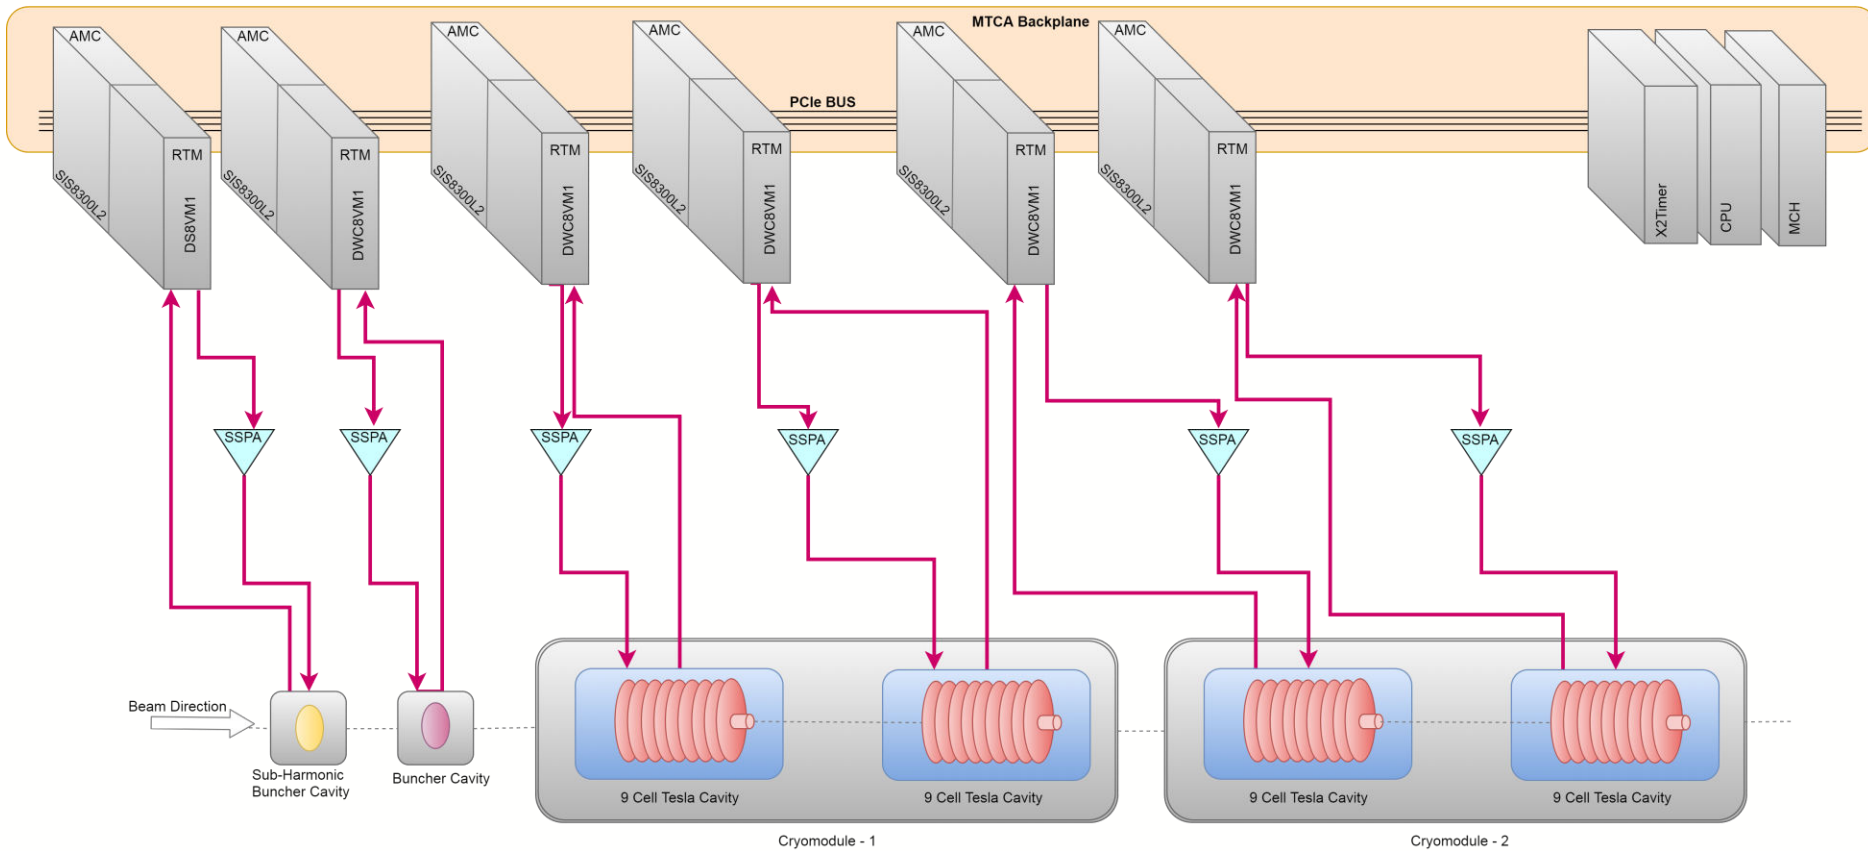 MTCA Backplane
PCIe BUS
AMC
SIS8300L2
RTM
DS8VM1
AMC
SIS8300L2
RTM
DWC8VM1
AMC
SIS8300L2
RTM
DWC8VM1
AMC
SIS8300L2
RTM
DWC8VM1
AMC
SIS8300L2
RTM
DWC8VM1
AMC
SIS8300L2
RTM
DWC8VM1
X2Timer
CPU
MCH
SSPA
SSPA
SSPA
SSPA
SSPA
SSPA
Beam Direction
Sub-Harmonic
Buncher Cavity
Buncher Cavity
9 Cell Tesla Cavity
9 Cell Tesla Cavity
9 Cell Tesla Cavity
9 Cell Tesla Cavity
Cryomodule - 1
Cryomodule - 2